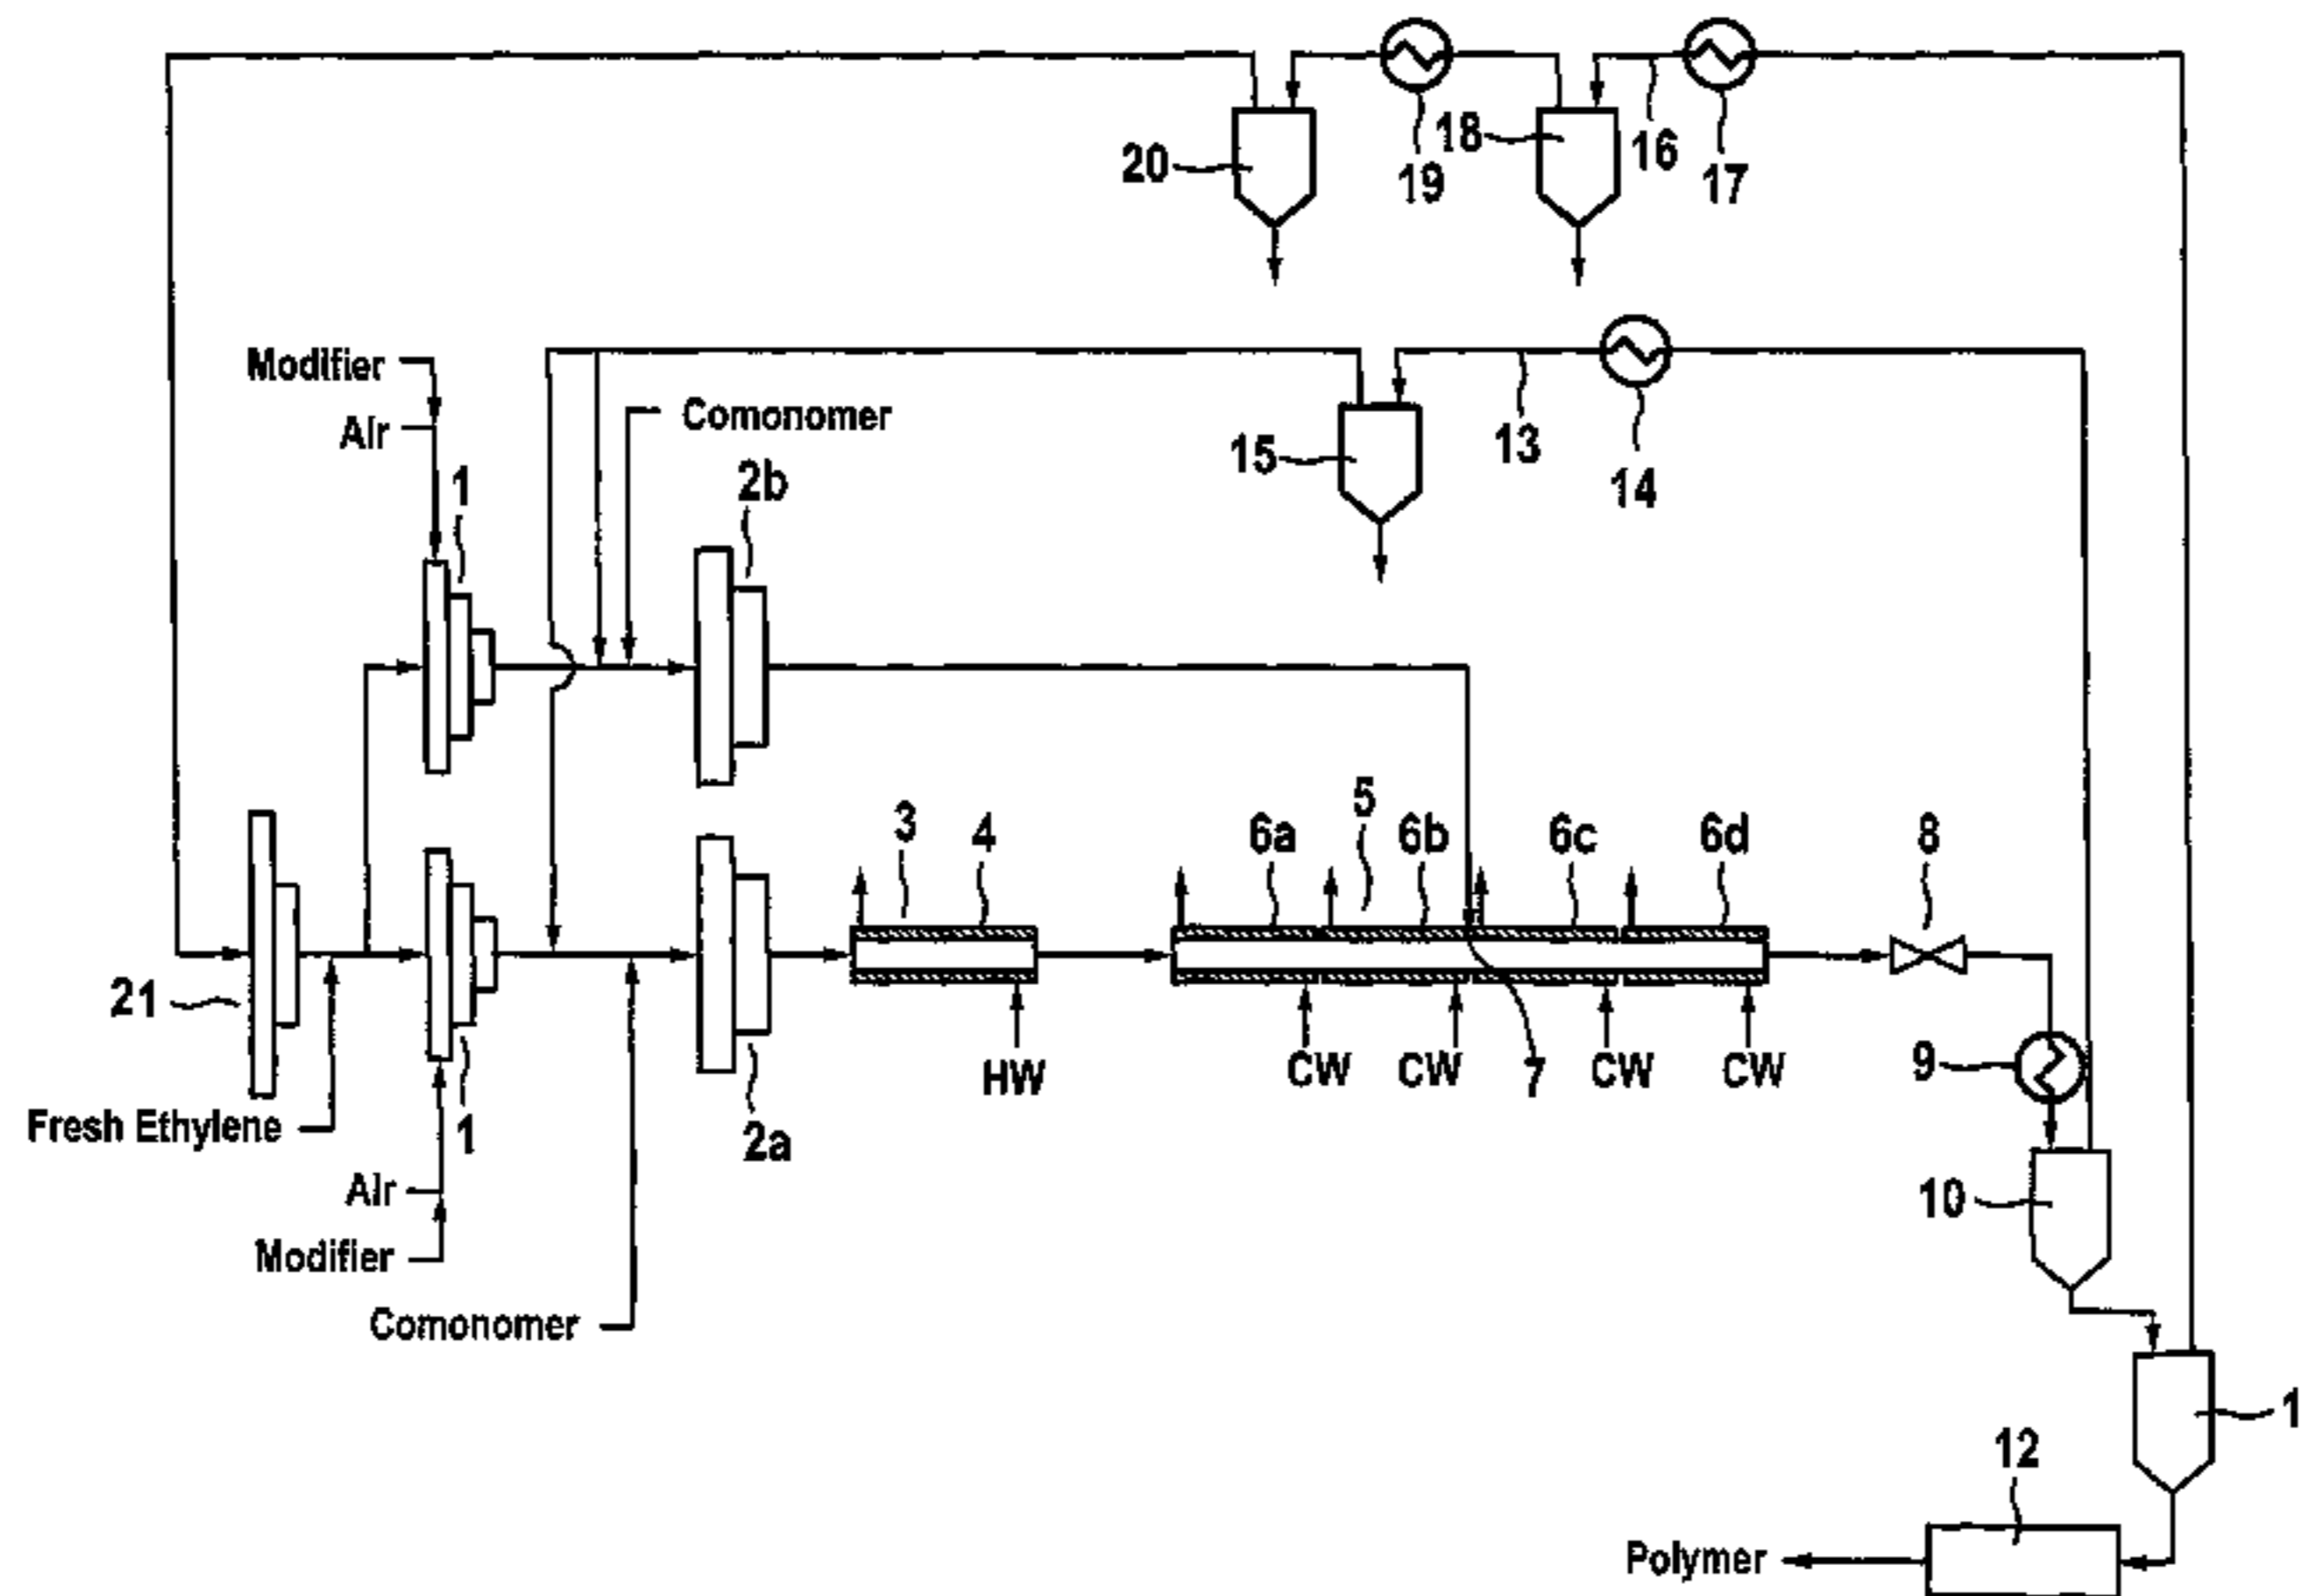 20
19
18
16
17
Modifier
Air
Comonomer
15
13
14
1
2b
3
4
6a
5
6b
6c
6d
8
21
HW
CW
CW
7
CW
CW
9
Fresh Ethylene
1
2a
Air
10
Modifier
Comonomer
1
12
Polymer